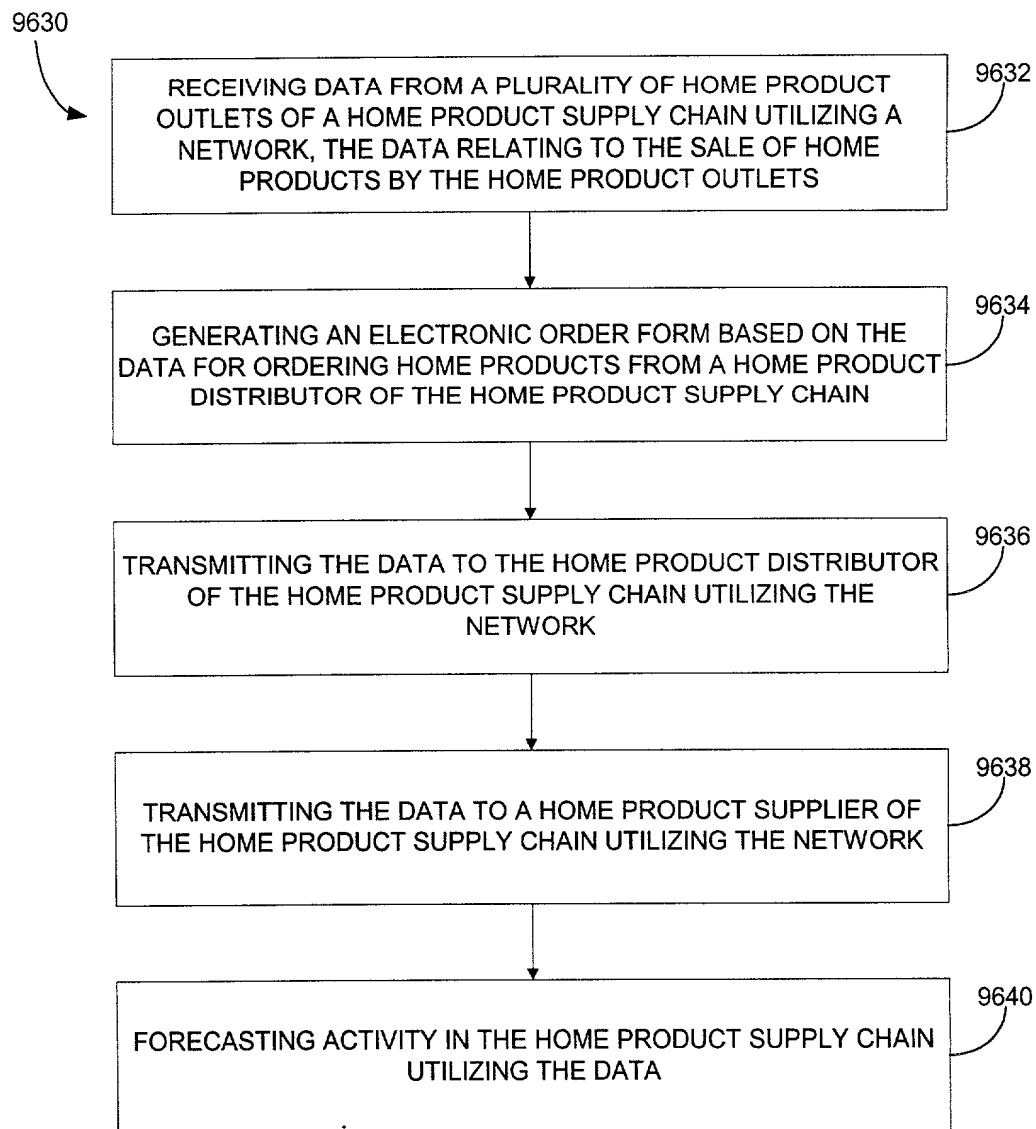 9630
RECEIVING DATA FROM A PLURALITY OF HOME PRODUCT
OUTLETS OF A HOME PRODUCT SUPPLY CHAIN UTILIZING A
NETWORK, THE DATA RELATING TO THE SALE OF HOME
PRODUCTS BY THE HOME PRODUCT OUTLETS
9632
GENERATING AN ELECTRONIC ORDER FORM BASED ON THE
DATA FOR ORDERING HOME PRODUCTS FROM A HOME PRODUCT
DISTRIBUTOR OF THE HOME PRODUCT SUPPLY CHAIN
9634
TRANSMITTING THE DATA TO THE HOME PRODUCT DISTRIBUTOR
OF THE HOME PRODUCT SUPPLY CHAIN UTILIZING THE
NETWORK
9636
TRANSMITTING THE DATA TO A HOME PRODUCT SUPPLIER OF
THE HOME PRODUCT SUPPLY CHAIN UTILIZING THE NETWORK
9638
FORECASTING ACTIVITY IN THE HOME PRODUCT SUPPLY CHAIN
UTILIZING THE DATA
9640